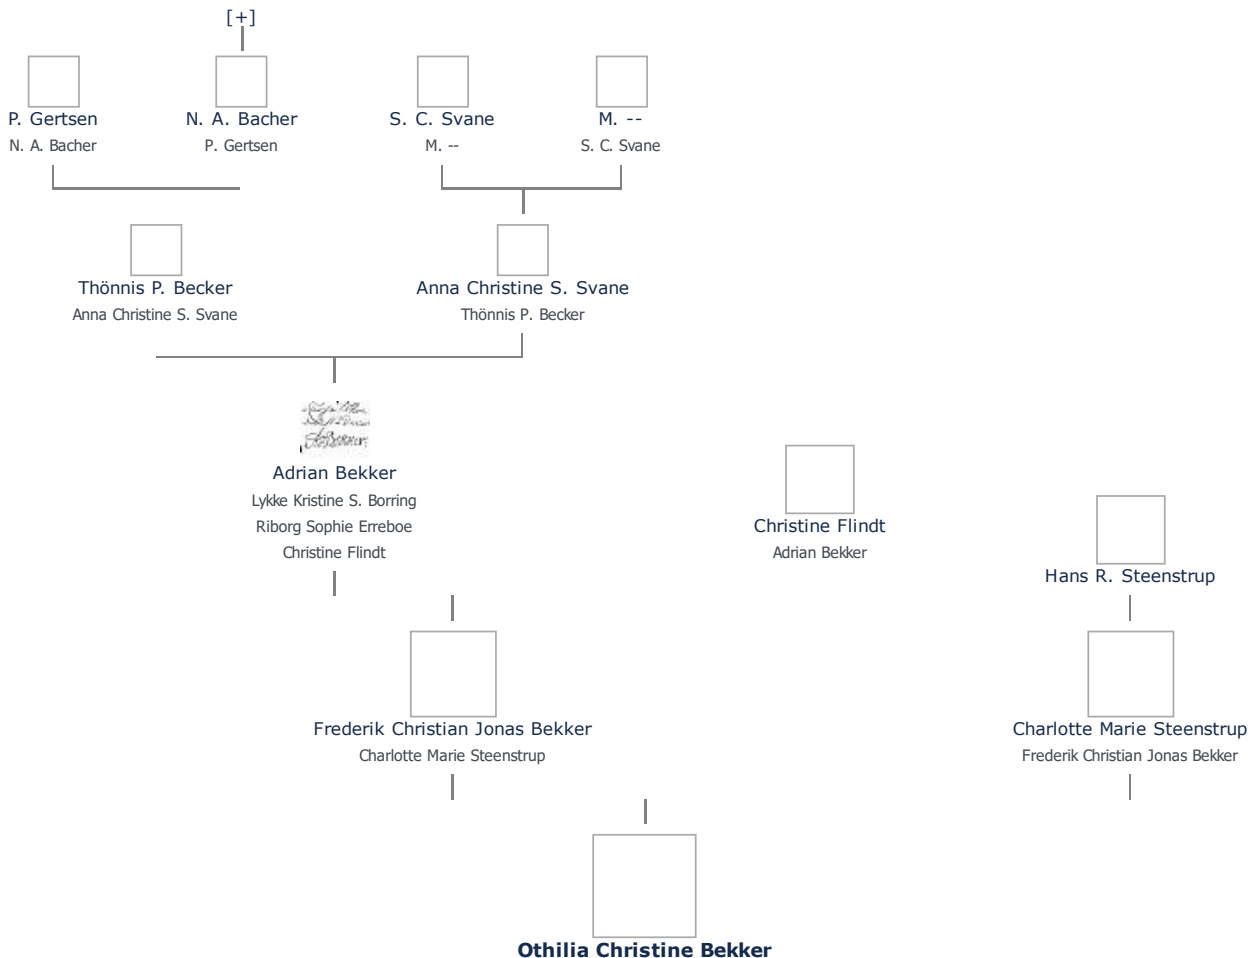 [+]
P. Gertsen
N. A. Bacher
S. C. Svane
M. --
N. A. Bacher
P. Gertsen
M. --
S. C. Svane
Thönnis P. Becker
Anna Christine S. Svane
Anna Christine S. Svane
Thönnis P. Becker
Adrian Bekker
Lykke Kristine S. Borring
Riborg Sophie Erreboe
Christine Flindt
Christine Flindt
Adrian Bekker
Hans R. Steenstrup
Frederik Christian Jonas Bekker
Charlotte Marie Steenstrup
Charlotte Marie Steenstrup
Frederik Christian Jonas Bekker
Othilia Christine Bekker